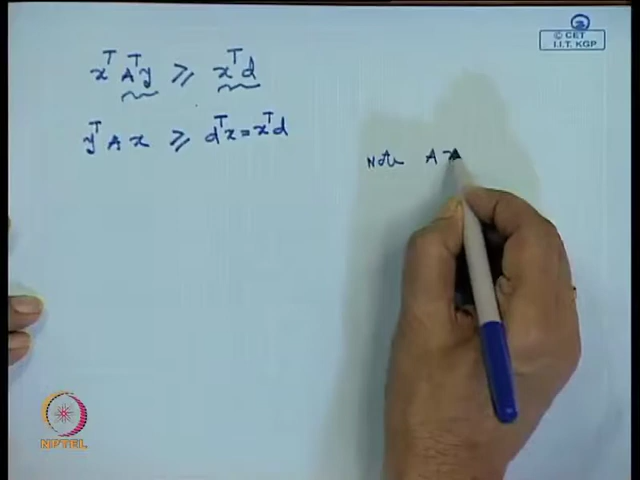 © CET
I.I.T. KGP
x^T A^T y ≥ x^T d
y^T A x ≥ d^T x = x^T d
Note A x
NPTEL